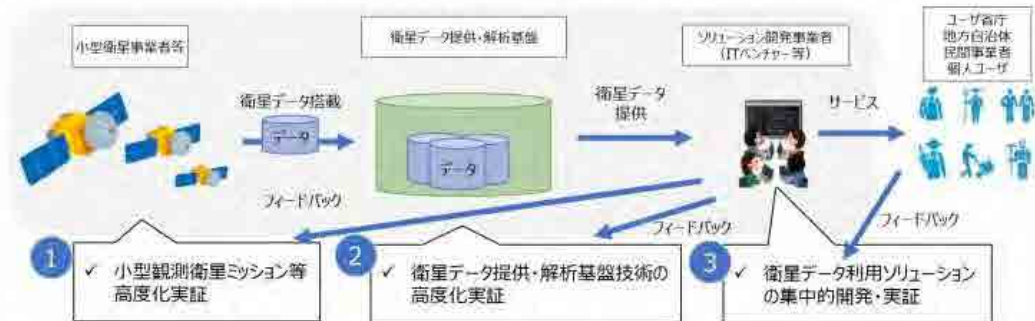 小型衛星事業者等
衛星データ提供・解析基盤
ソリューション開発事業者
(ITベンチャー等)
ユーザ省庁
地方自治体
民間事業者
個人ユーザ
衛星データ搭載
データ
データ
衛星データ
提供
サービス
フィードバック
フィードバック
フィードバック
1
✓ 小型観測衛星ミッション等
高度化実証
2
✓ 衛星データ提供・解析基盤技術の
高度化実証
3
✓ 衛星データ利用ソリューション
の集中的開発・実証